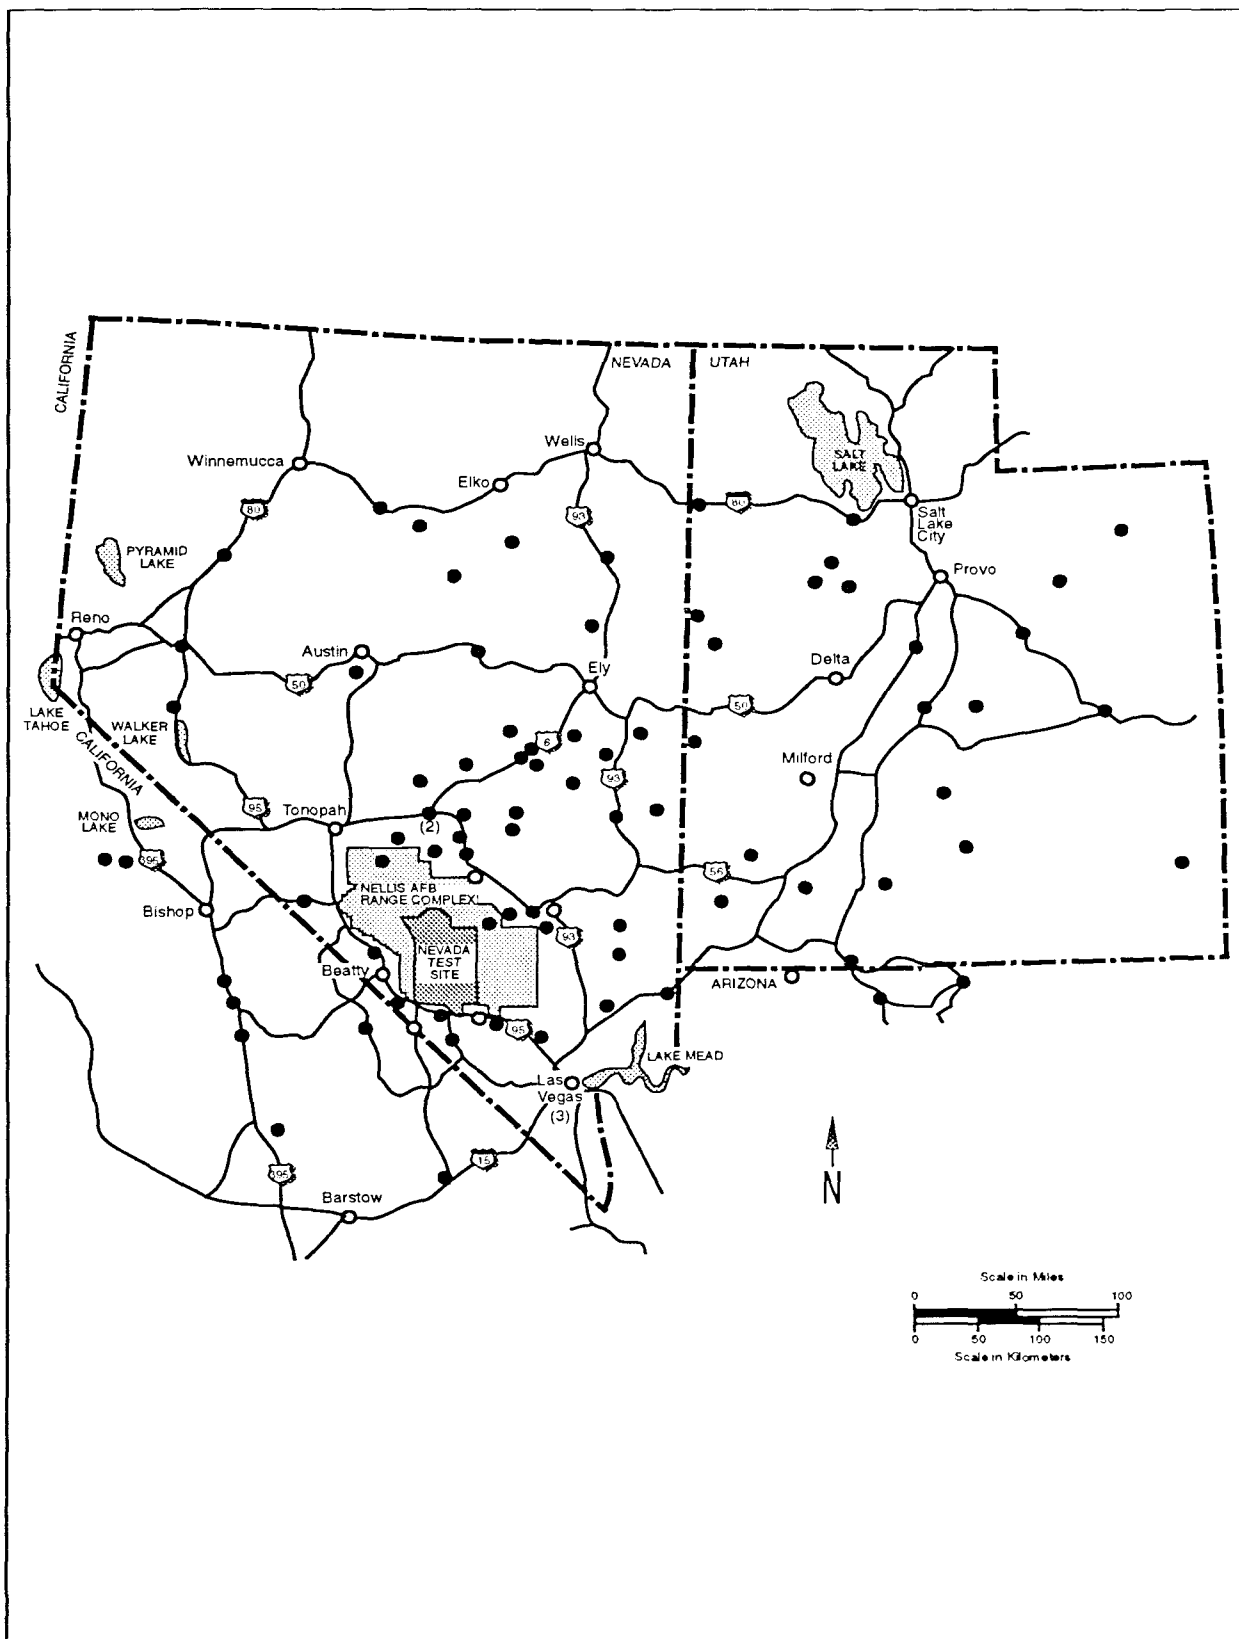 CALIFORNIA
NEVADA
UTAH
Wells
Winnemucca
Elko
SALT
LAKE
80
93
80
Salt
Lake
City
PYRAMID
LAKE
Provo
Reno
Austin
Ely
Delta
50
50
LAKE
TAHOE
WALKER
LAKE
CALIFORNIA
6
93
Milford
95
Tonopah
MONO
LAKE
(2)
395
56
NELLIS AFB
RANGE COMPLEX
Bishop
93
NEVADA
TEST
SITE
Beatty
ARIZONA
95
LAKE MEAD
Las
Vegas
(3)
15
395
N
Barstow
Scale in Miles
0 50 100
0 50 100 150
Scale in Kilometers